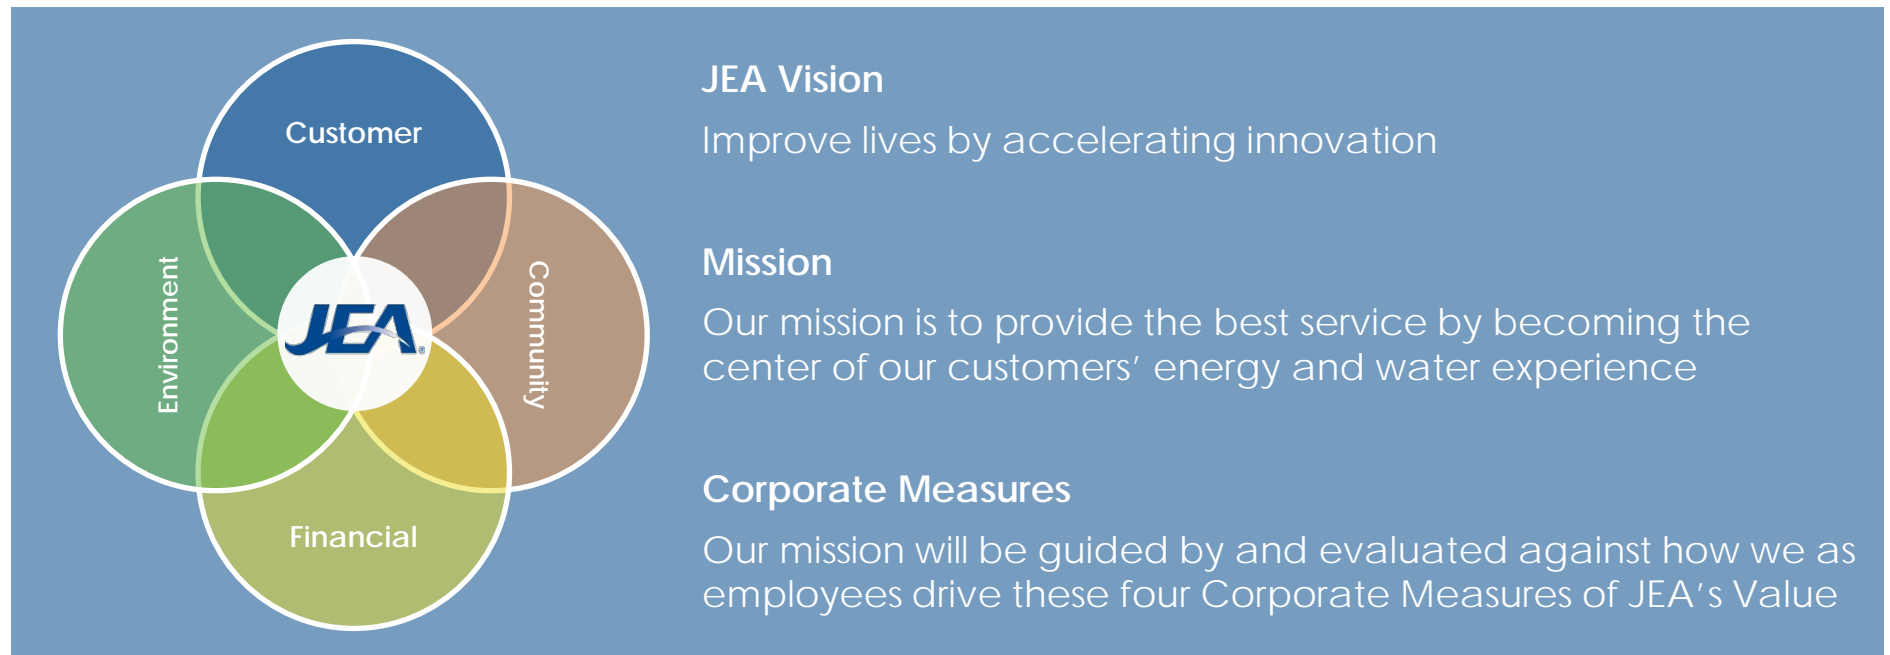 Customer
Environment
JEA®
Community
Financial
JEA Vision
Improve lives by accelerating innovation
Mission
Our mission is to provide the best service by becoming the
center of our customers’ energy and water experience
Corporate Measures
Our mission will be guided by and evaluated against how we as
employees drive these four Corporate Measures of JEA’s Value